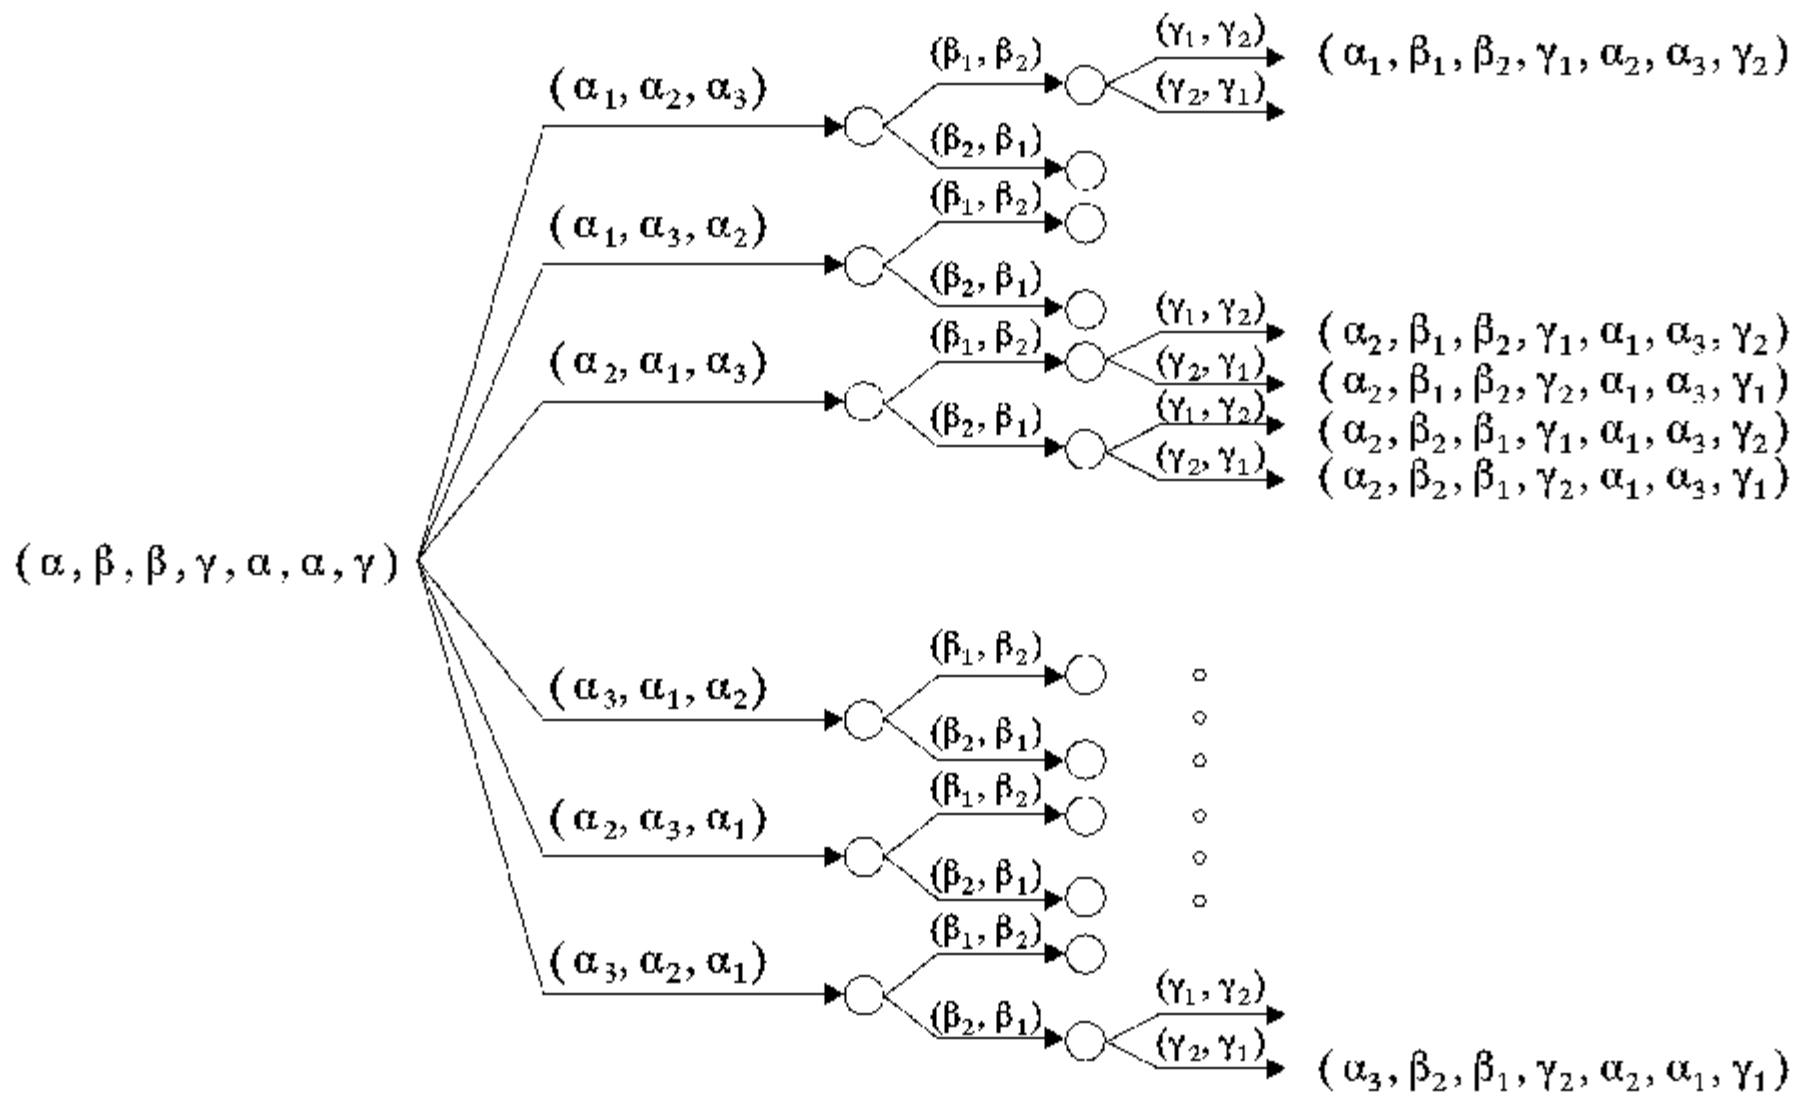 (γ₁, γ₂)
(β₁, β₂)
(α₁, β₁, β₂, γ₁, α₂, α₃, γ₂)
(α₁, α₂, α₃)
(γ₂, γ₁)
(β₂, β₁)
(β₁, β₂)
(α₁, α₃, α₂)
(β₂, β₁)
(γ₁, γ₂)
(α₂, β₁, β₂, γ₁, α₁, α₃, γ₂)
(β₁, β₂)
(α₂, α₁, α₃)
(γ₂, γ₁)
(α₂, β₁, β₂, γ₂, α₁, α₃, γ₁)
(γ₁, γ₂)
(α₂, β₂, β₁, γ₁, α₁, α₃, γ₂)
(β₂, β₁)
(γ₂, γ₁)
(α₂, β₂, β₁, γ₂, α₁, α₃, γ₁)
(α, β, β, γ, α, α, γ)
(β₁, β₂)
(α₃, α₁, α₂)
(β₂, β₁)
(β₁, β₂)
(α₂, α₃, α₁)
(β₂, β₁)
(β₁, β₂)
(α₃, α₂, α₁)
(γ₁, γ₂)
(β₂, β₁)
(γ₂, γ₁)
(α₃, β₂, β₁, γ₂, α₂, α₁, γ₁)